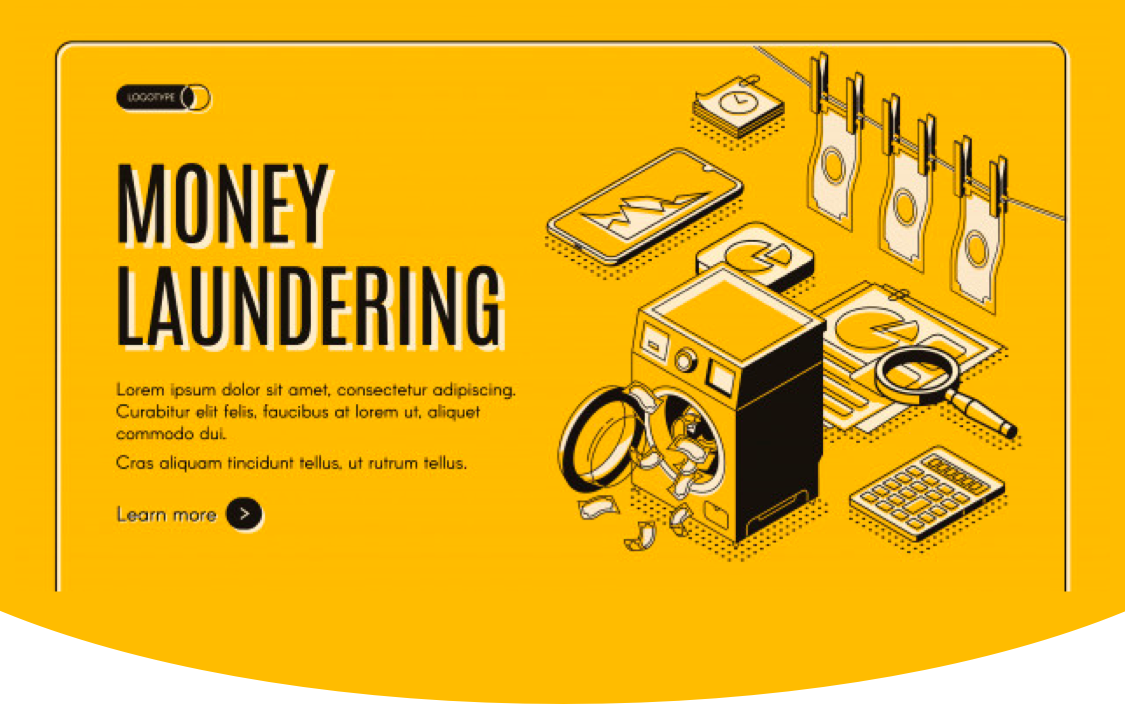 LOGOTYPE
MONEY
LAUNDERING
Lorem ipsum dolor sit amet, consectetur adipiscing.
Curabitur elit felis, faucibus at lorem ut, aliquet
commodo dui.
Cras aliquam tincidunt tellus, ut rutrum tellus.
Learn more >